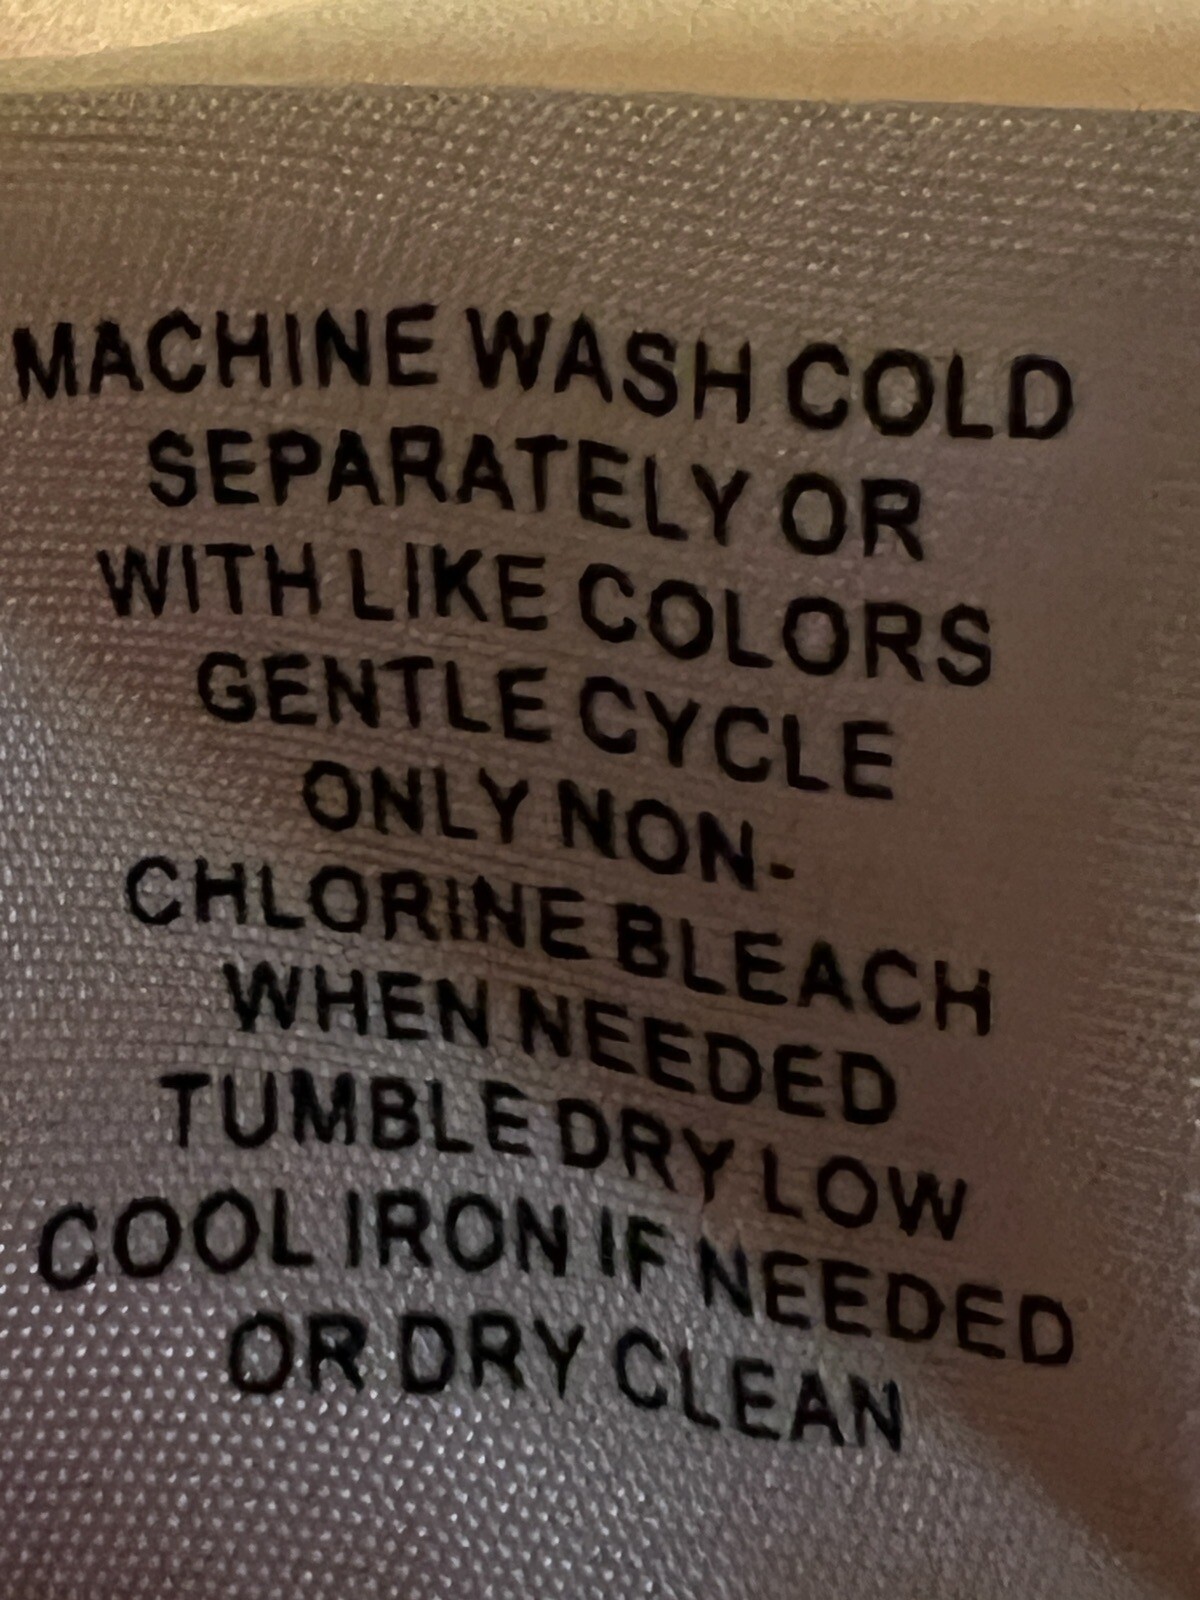 MACHINE WASH COLD
SEPARATELY OR
WITH LIKE COLORS
GENTLE CYCLE
ONLY NON-
CHLORINE BLEACH
WHEN NEEDED
TUMBLE DRY LOW
COOL IRON IF NEEDED
OR DRY CLEAN